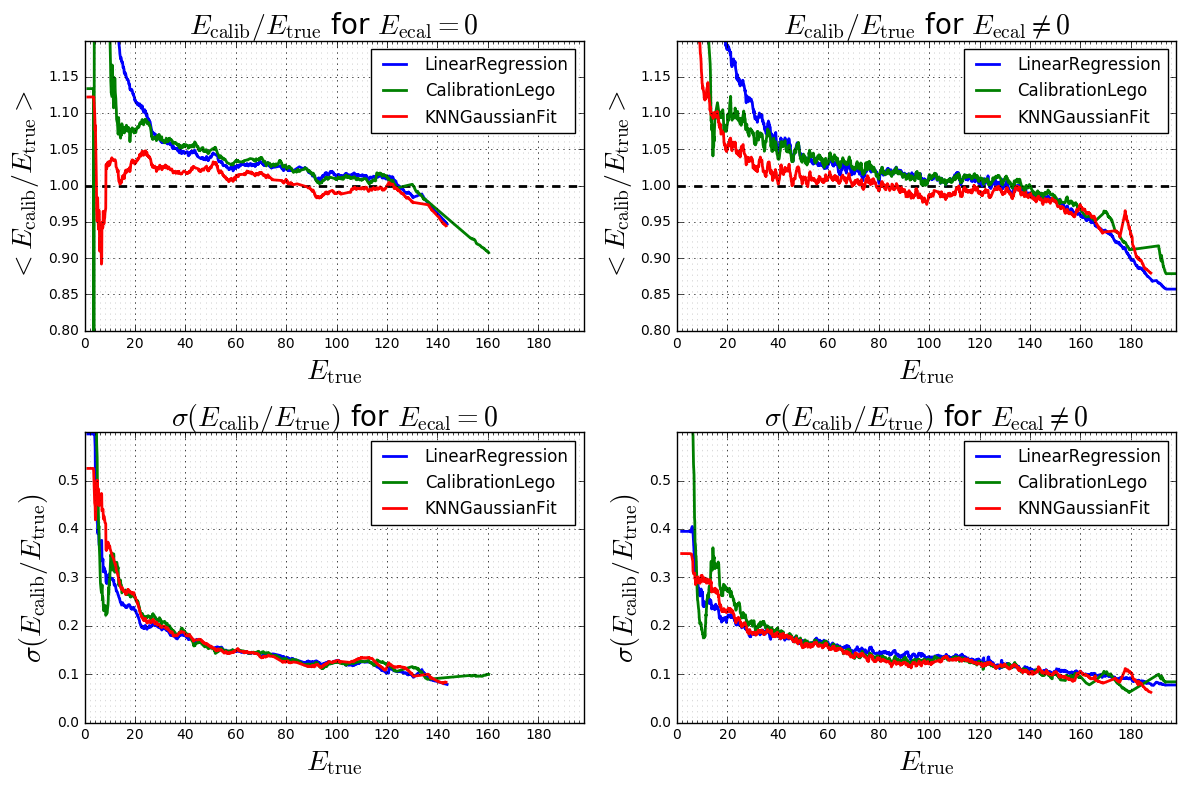 E_calib/E_true for E_ecal = 0
< E_calib/E_true >
1.15
1.10
1.05
1.00
0.95
0.90
0.85
0.80
LinearRegression
CalibrationLego
KNNGaussianFit
0 20 40 60 80 100 120 140 160 180
E_true
E_calib/E_true for E_ecal ≠ 0
< E_calib/E_true >
1.15
1.10
1.05
1.00
0.95
0.90
0.85
0.80
LinearRegression
CalibrationLego
KNNGaussianFit
0 20 40 60 80 100 120 140 160 180
E_true
σ(E_calib/E_true) for E_ecal = 0
σ(E_calib/E_true)
0.5
0.4
0.3
0.2
0.1
0.0
LinearRegression
CalibrationLego
KNNGaussianFit
0 20 40 60 80 100 120 140 160 180
E_true
σ(E_calib/E_true) for E_ecal ≠ 0
σ(E_calib/E_true)
0.5
0.4
0.3
0.2
0.1
0.0
LinearRegression
CalibrationLego
KNNGaussianFit
0 20 40 60 80 100 120 140 160 180
E_true